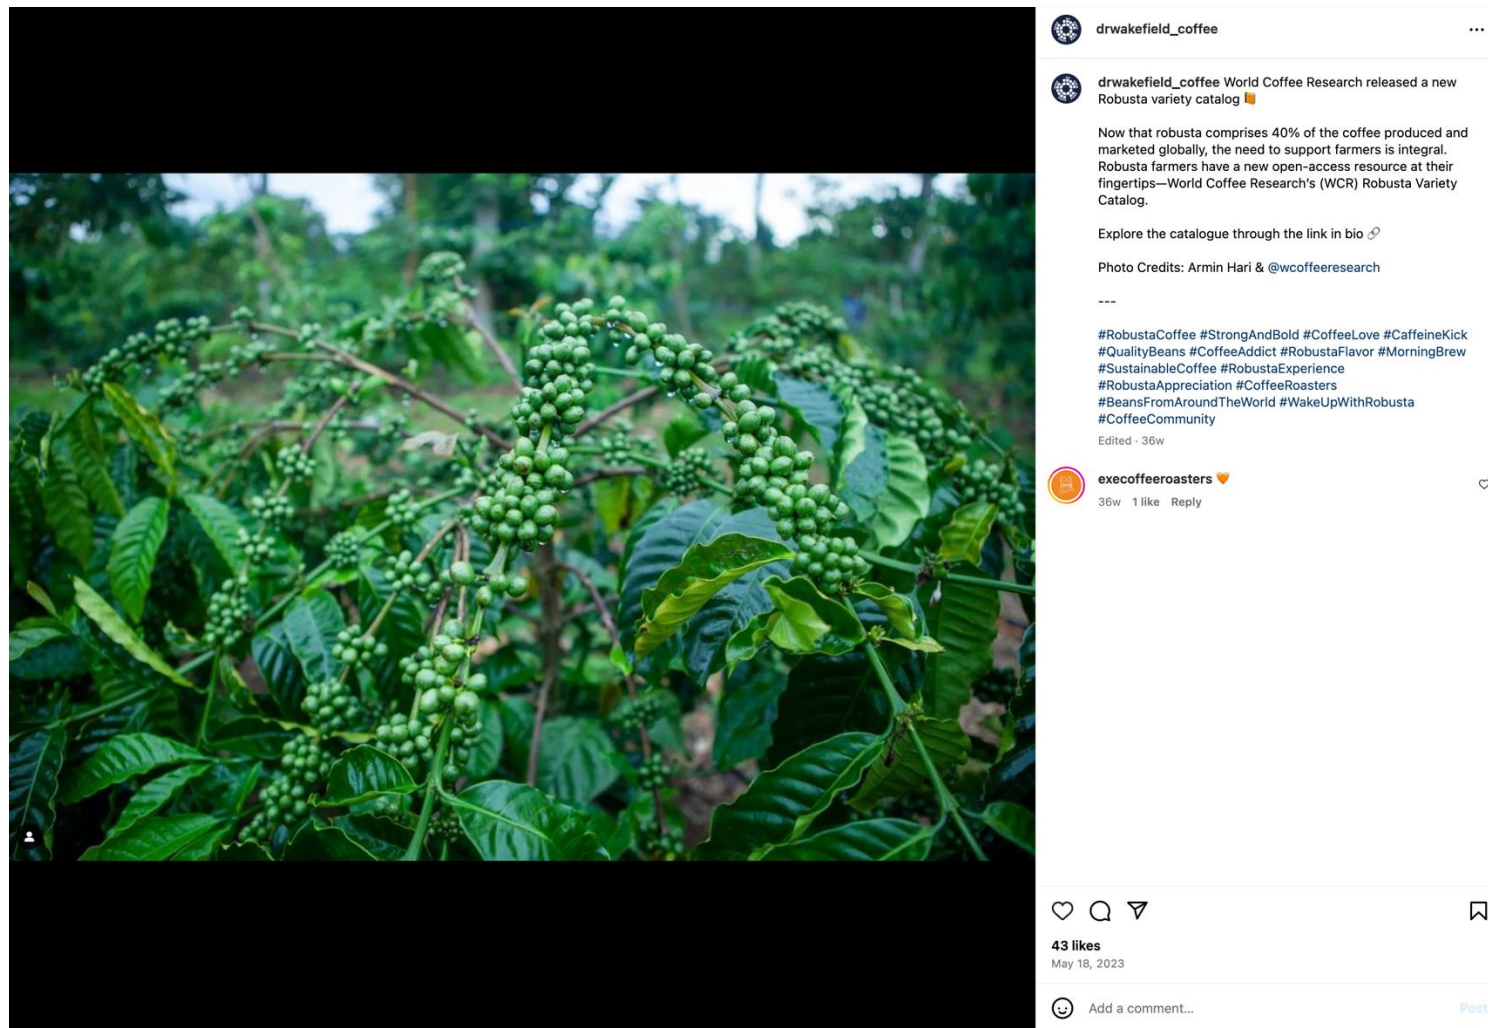 drwakefield_coffee
drwakefield_coffee World Coffee Research released a new
Robusta variety catalog 📙
Now that robusta comprises 40% of the coffee produced and
marketed globally, the need to support farmers is integral.
Robusta farmers have a new open-access resource at their
fingertips—World Coffee Research's (WCR) Robusta Variety
Catalog.
Explore the catalogue through the link in bio 🔗
Photo Credits: Armin Hari & @wcoffeeresearch
---
#RobustaCoffee #StrongAndBold #CoffeeLove #CaffeineKick
#QualityBeans #CoffeeAddict #RobustaFlavor #MorningBrew
#SustainableCoffee #RobustaExperience
#RobustaAppreciation #CoffeeRoasters
#BeansFromAroundTheWorld #WakeUpWithRobusta
#CoffeeCommunity
Edited · 36w
execoffeeroasters 🧡
36w 1 like Reply
43 likes
May 18, 2023
Add a comment...
Post